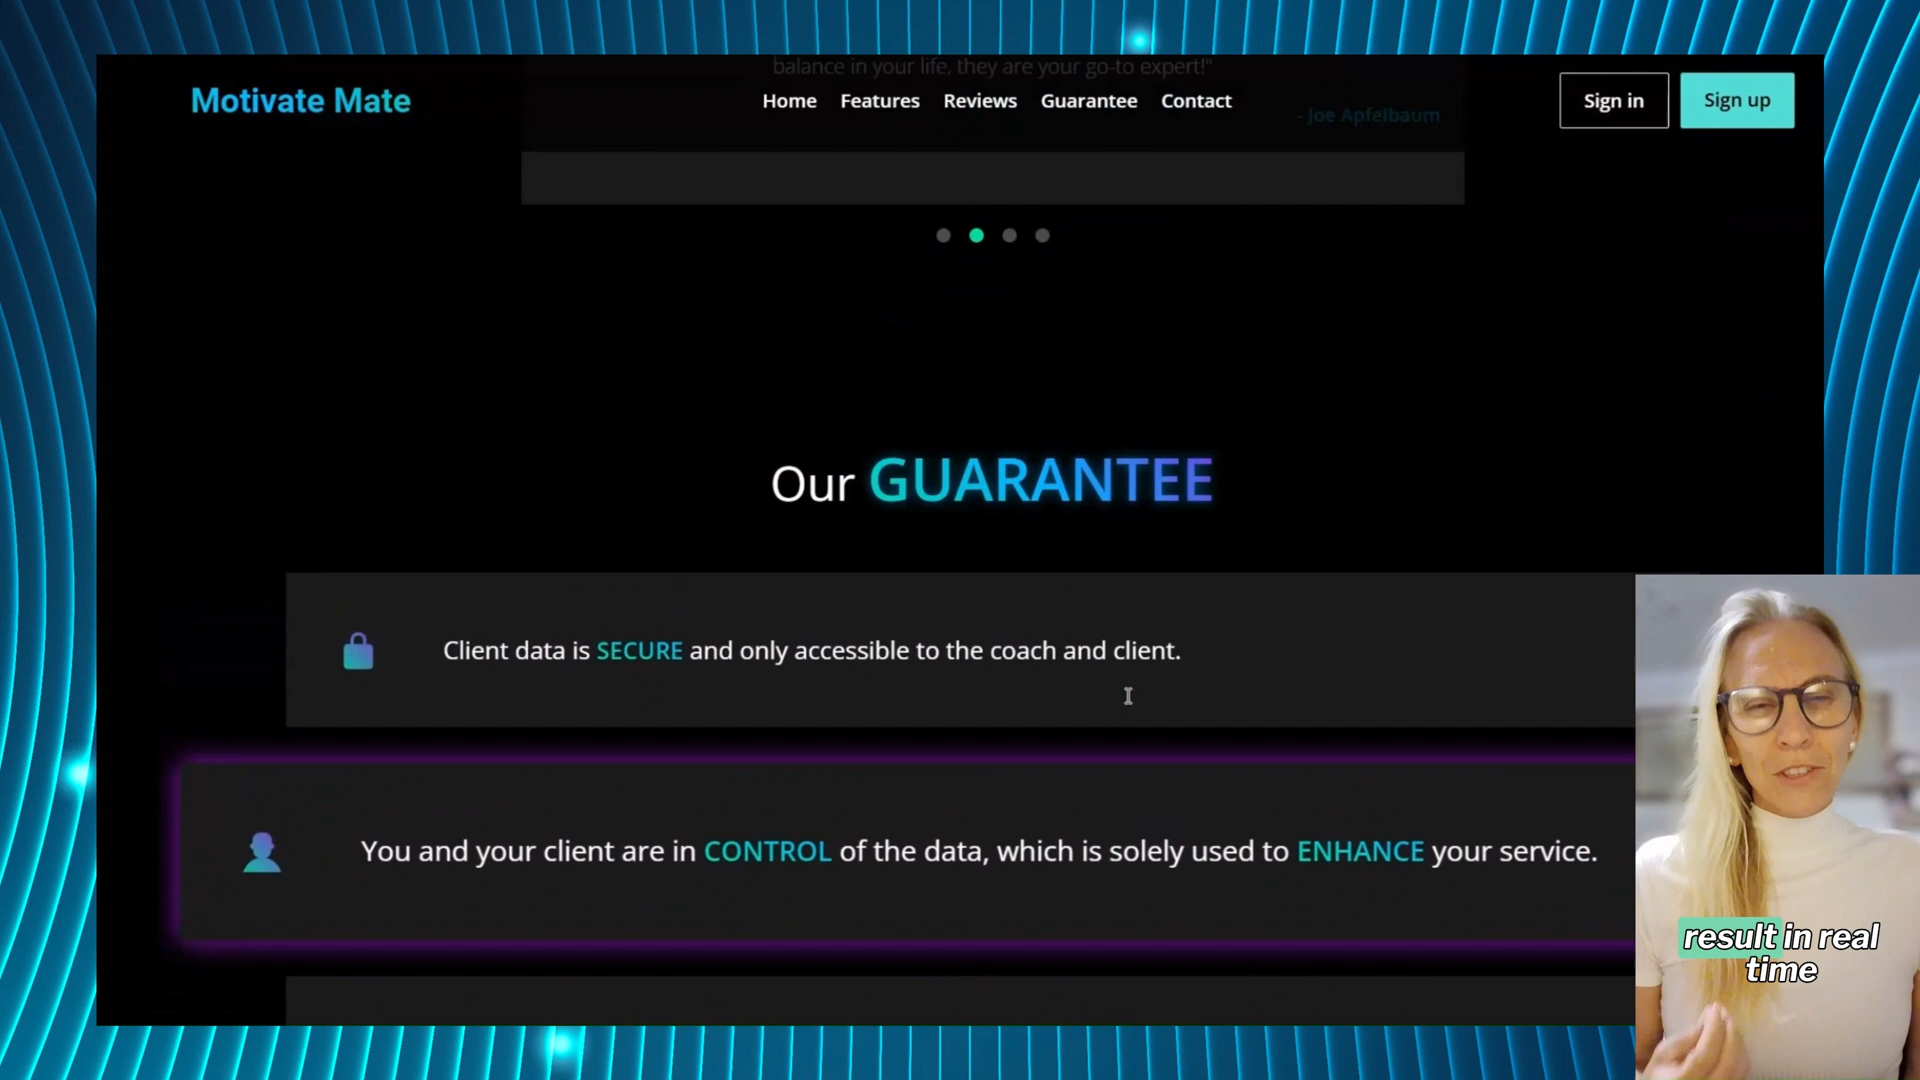 balance in your life, they are your go-to expert!"
Motivate Mate
Home Features Reviews Guarantee Contact
Sign in
Sign up
- Joe Apfelbaum
Our GUARANTEE
Client data is SECURE and only accessible to the coach and client.
You and your client are in CONTROL of the data, which is solely used to ENHANCE your service.
result in real
time